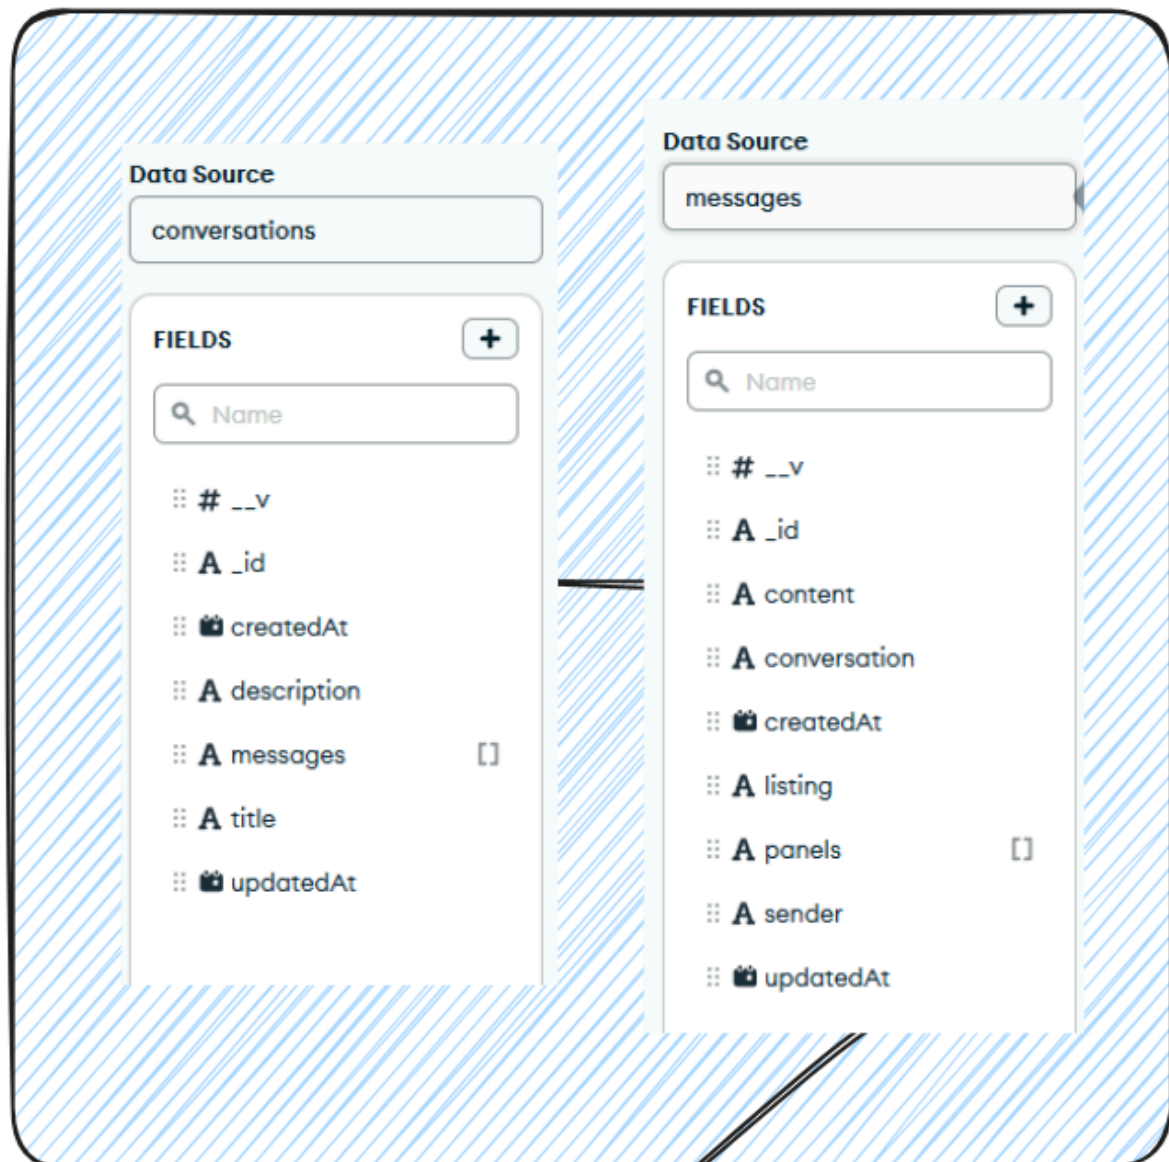 Data Source
conversations
FIELDS
Name
# __v
A _id
createdAt
A description
A messages []
A title
updatedAt
Data Source
messages
FIELDS
Name
# __v
A _id
A content
A conversation
createdAt
A listing
A panels []
A sender
updatedAt